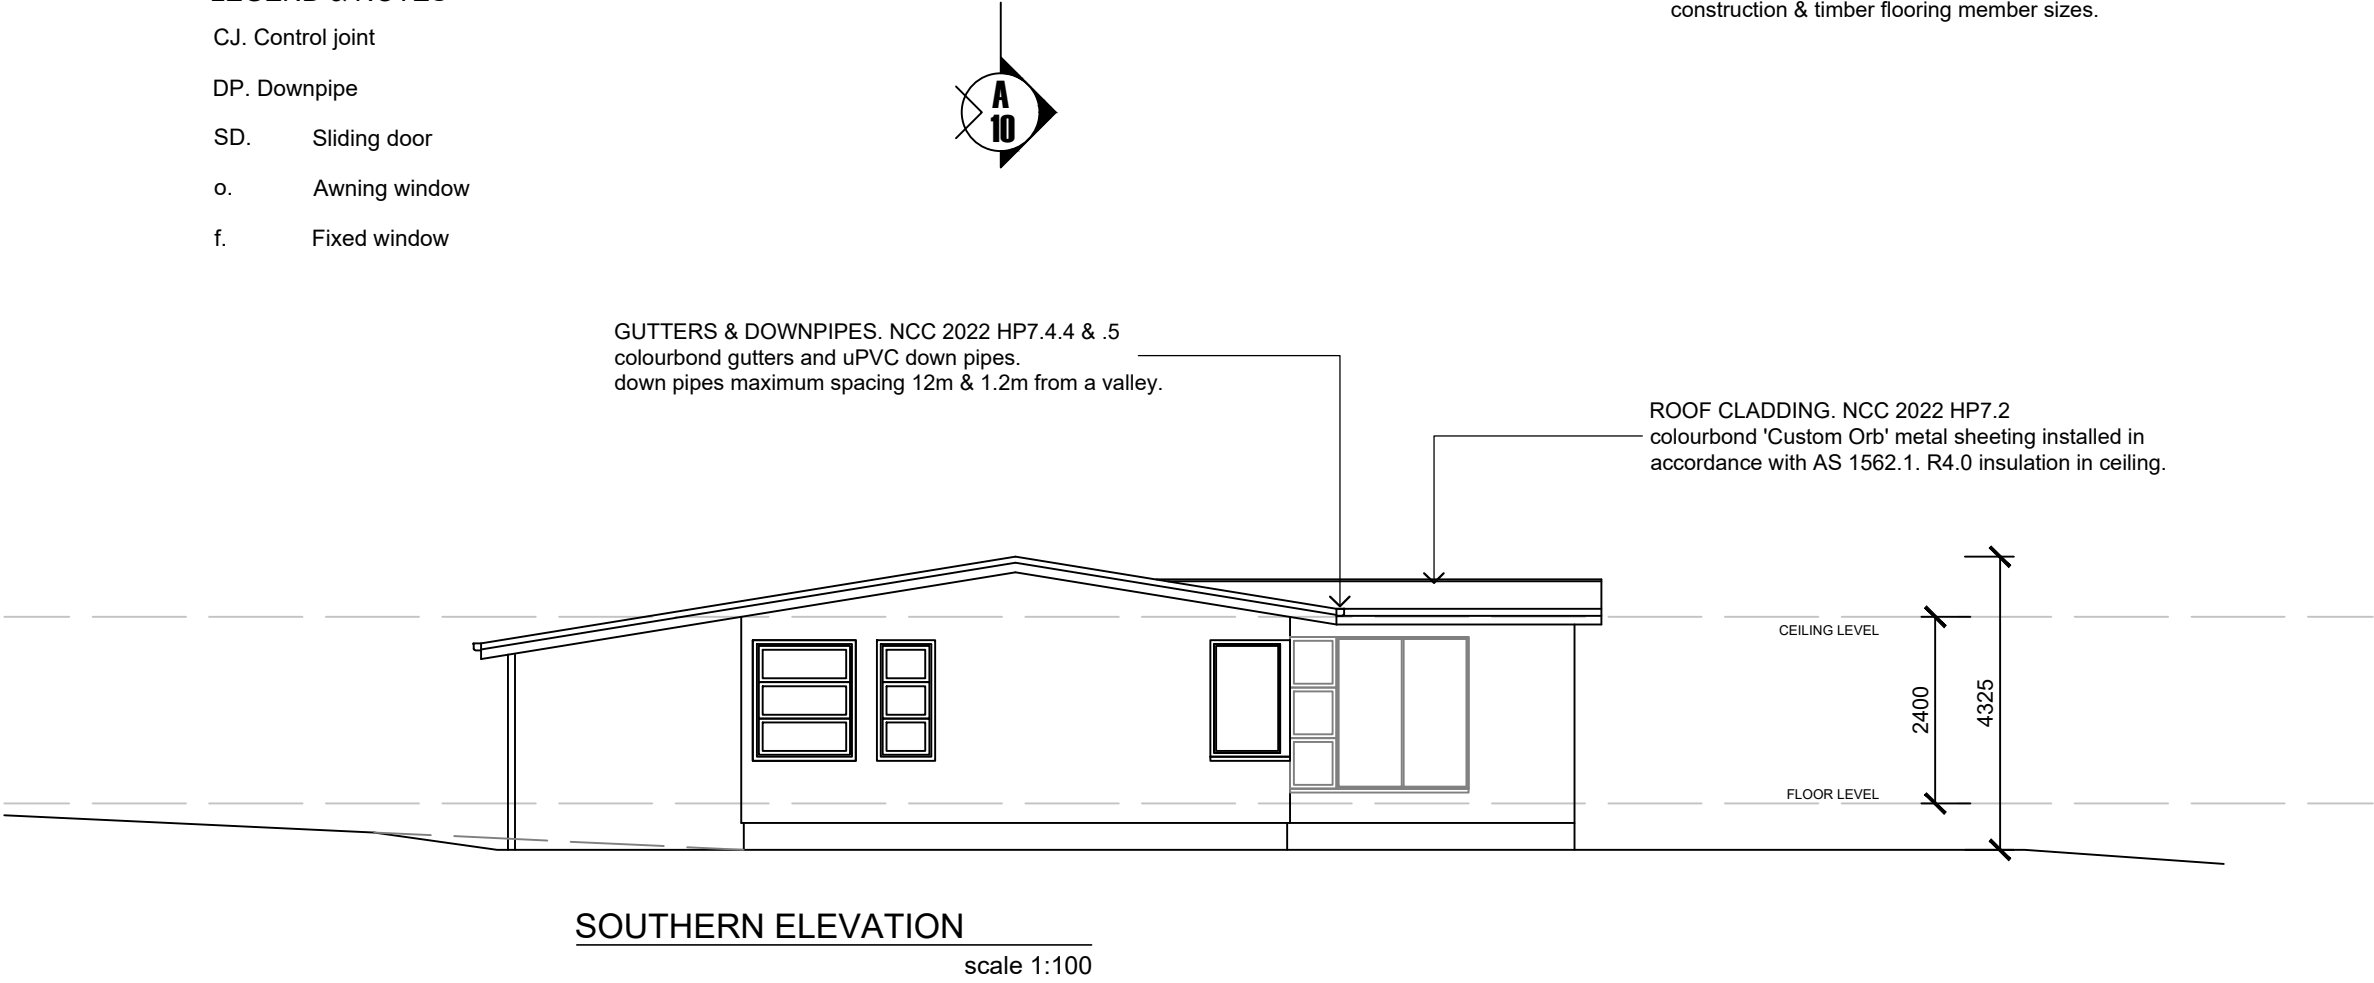 LEGEND & NOTES
CJ. Control joint
DP. Downpipe
SD. Sliding door
o. Awning window
f. Fixed window
A
10
construction & timber flooring member sizes.
GUTTERS & DOWNPIPES. NCC 2022 HP7.4.4 & .5
colourbond gutters and uPVC down pipes.
down pipes maximum spacing 12m & 1.2m from a valley.
ROOF CLADDING. NCC 2022 HP7.2
colourbond 'Custom Orb' metal sheeting installed in
accordance with AS 1562.1. R4.0 insulation in ceiling.
CEILING LEVEL
2400
4325
FLOOR LEVEL
SOUTHERN ELEVATION
scale 1:100